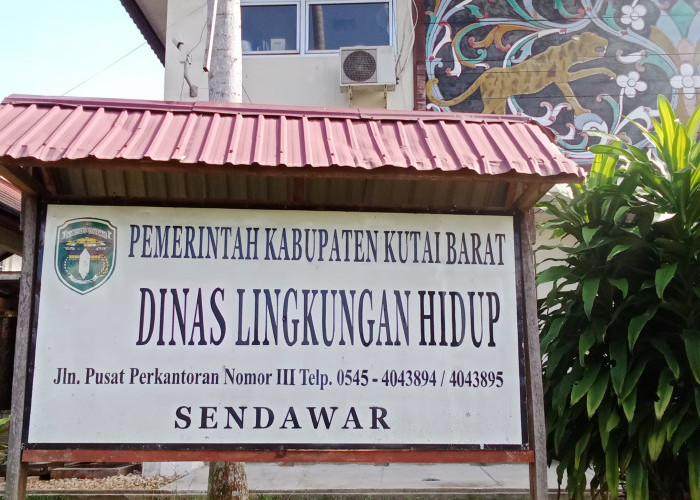 PEMERINTAH KABUPATEN KUTAI BARAT
DINAS LINGKUNGAN HIDUP
Jln. Pusat Perkantoran Nomor III Telp. 0545 - 4043894 / 4043895
SENDAWAR